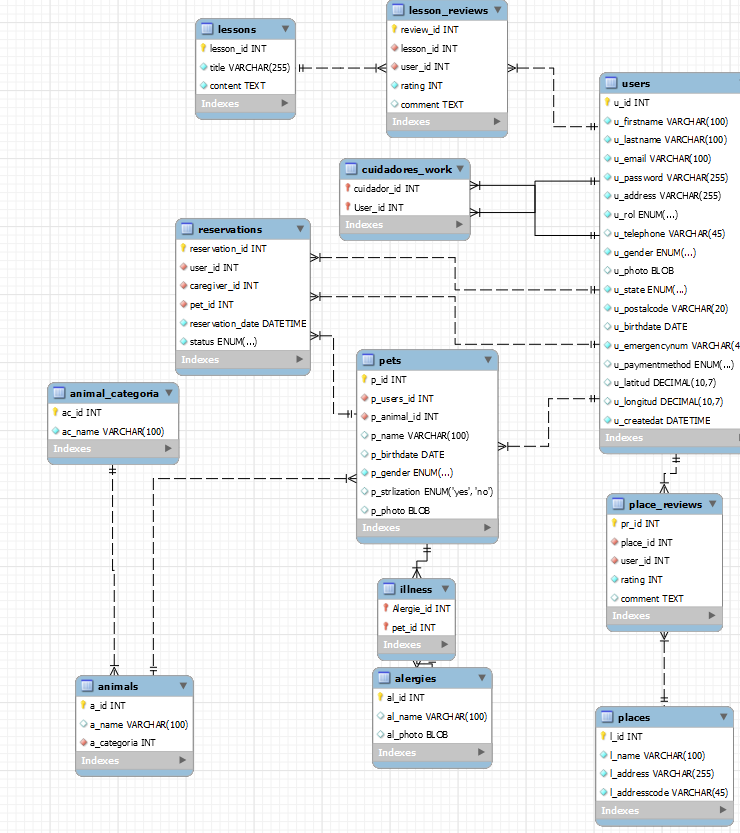 lessons
lesson_id INT
title VARCHAR(255)
content TEXT
Indexes
lesson_reviews
review_id INT
lesson_id INT
user_id INT
rating INT
comment TEXT
Indexes
users
u_id INT
u_firstname VARCHAR(100)
u_lastname VARCHAR(100)
u_email VARCHAR(100)
u_password VARCHAR(255)
u_address VARCHAR(255)
u_rol ENUM(...)
u_telephone VARCHAR(45)
u_gender ENUM(...)
u_photo BLOB
u_state ENUM(...)
u_postalcode VARCHAR(20)
u_birthdate DATE
u_emergencynum VARCHAR(4
u_paymentmethod ENUM(...)
u_latitud DECIMAL(10,7)
u_longitud DECIMAL(10,7)
u_createdat DATETIME
Indexes
cuidadores_work
cuidador_id INT
User_id INT
Indexes
reservations
reservation_id INT
user_id INT
caregiver_id INT
pet_id INT
reservation_date DATETIME
status ENUM(...)
Indexes
pets
p_id INT
p_users_id INT
p_animal_id INT
p_name VARCHAR(100)
p_birthdate DATE
p_gender ENUM(...)
p_strlization ENUM('yes', 'no')
p_photo BLOB
Indexes
animal_categoria
ac_id INT
ac_name VARCHAR(100)
Indexes
place_reviews
pr_id INT
place_id INT
user_id INT
rating INT
comment TEXT
Indexes
illness
Alergie_id INT
pet_id INT
Indexes
animals
a_id INT
a_name VARCHAR(100)
a_categoria INT
Indexes
alergies
al_id INT
al_name VARCHAR(100)
al_photo BLOB
Indexes
places
l_id INT
l_name VARCHAR(100)
l_address VARCHAR(255)
l_addresscode VARCHAR(45)
Indexes